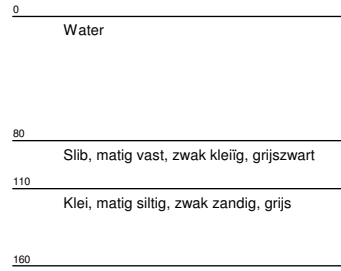 0
Water
80
Slib, matig vast, zwak kleiïg, grijszwart
110
Klei, matig siltig, zwak zandig, grijs
160